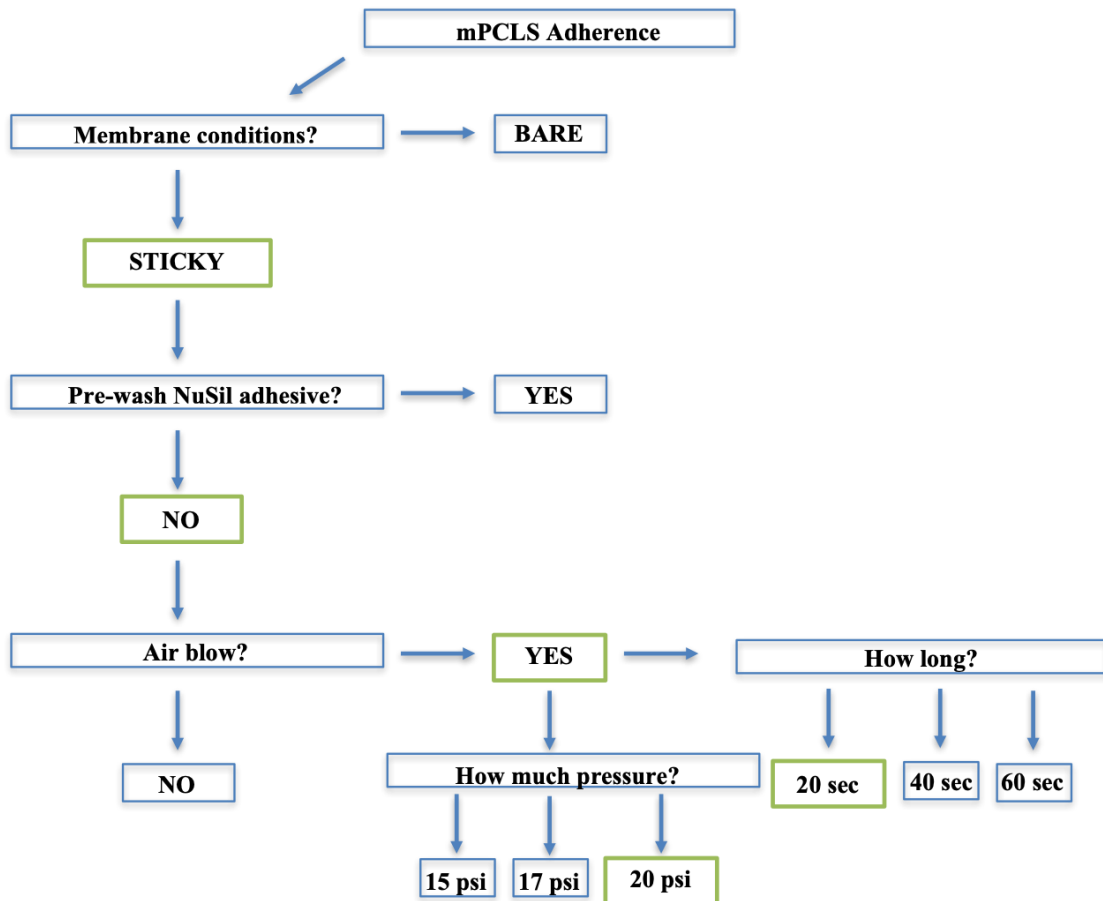 mPCLS Adherence
Membrane conditions?
BARE
STICKY
Pre-wash NuSil adhesive?
YES
NO
Air blow?
YES
How long?
NO
How much pressure?
20 sec
40 sec
60 sec
15 psi
17 psi
20 psi